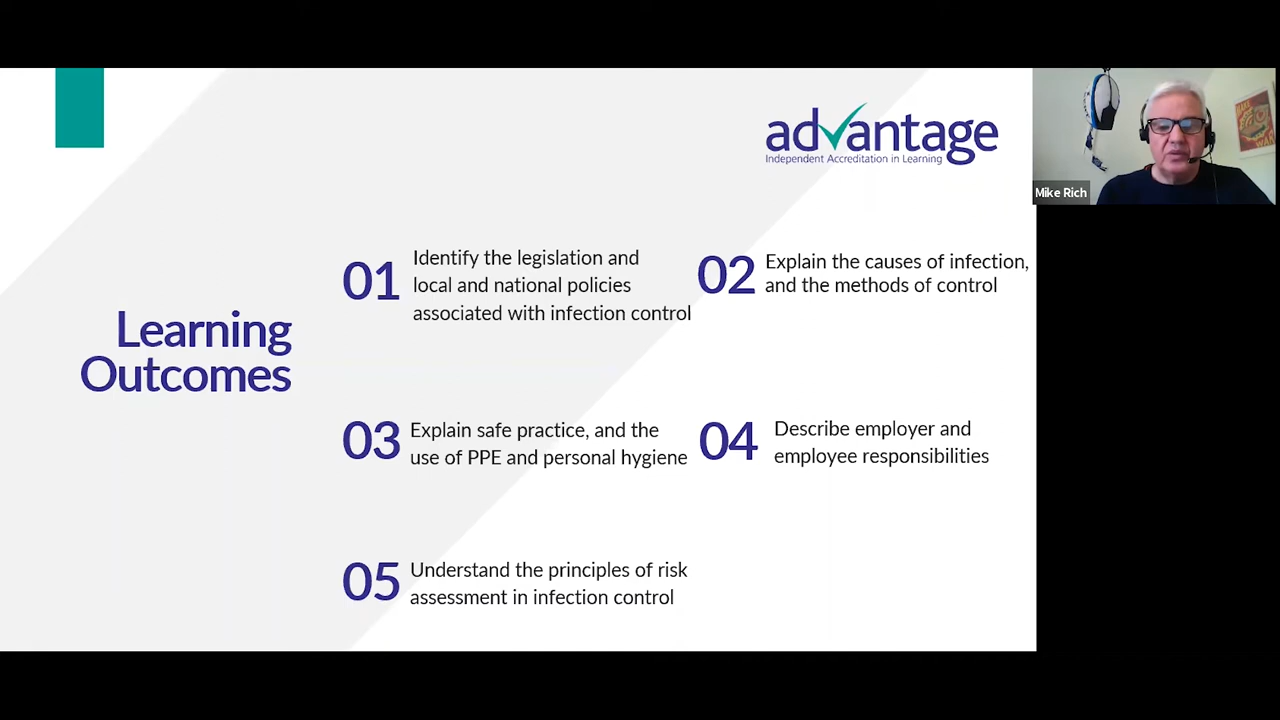 advantage
Independent Accreditation in Learning
Mike Rich
Learning
Outcomes
01
Identify the legislation and
local and national policies
associated with infection control
02
Explain the causes of infection,
and the methods of control
03
Explain safe practice, and the
use of PPE and personal hygiene
04
Describe employer and
employee responsibilities
05
Understand the principles of risk
assessment in infection control